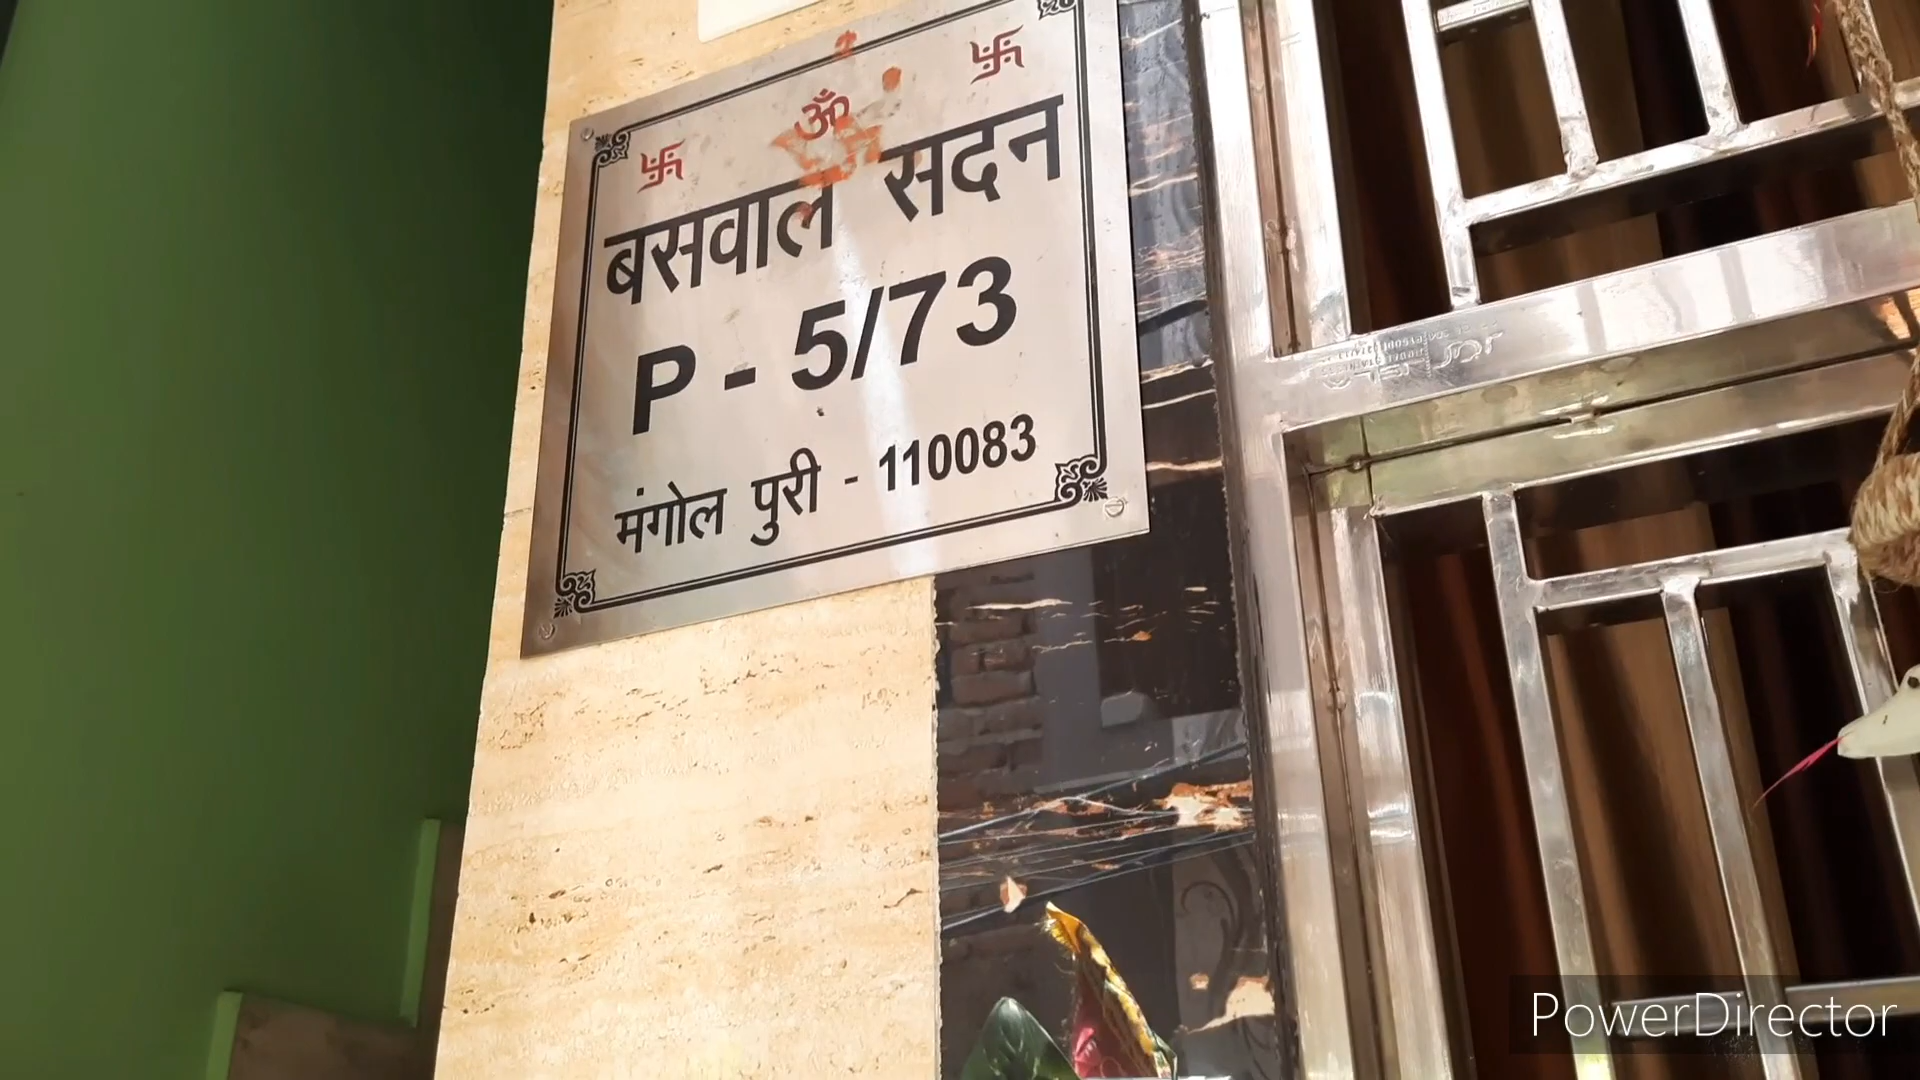 ॐ
बसवाल सदन
P - 5/73
मंगोल पुरी - 110083
PowerDirector